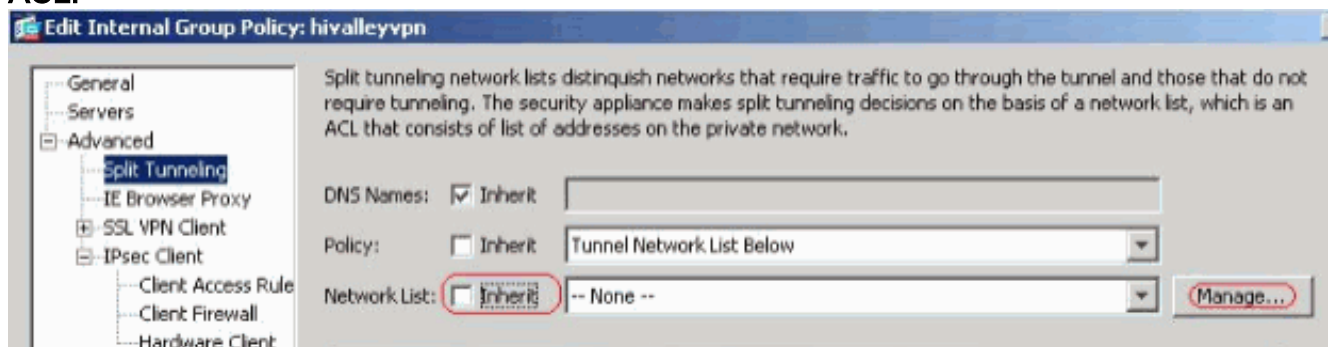 ACL.
Edit Internal Group Policy: hivalleyvpn
General
Servers
Advanced
Split Tunneling
IE Browser Proxy
SSL VPN Client
IPsec Client
Client Access Rule
Client Firewall
Hardware Client
Split tunneling network lists distinguish networks that require traffic to go through the tunnel and those that do not
require tunneling. The security appliance makes split tunneling decisions on the basis of a network list, which is an
ACL that consists of list of addresses on the private network.
DNS Names: Inherit
Policy: Inherit Tunnel Network List Below
Network List: Inherit -- None -- Manage...